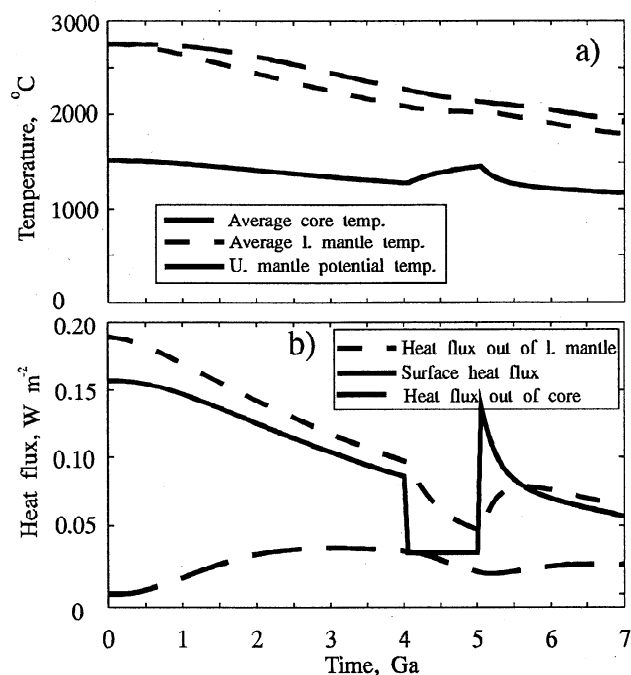 3000
a)
2000
1000
0
Temperature, °C
Average core temp.
Average l. mantle temp.
U. mantle potential temp.
0.20
b)
0.15
0.10
0.05
0
Heat flux, W m⁻²
Heat flux out of l. mantle
Surface heat flux
Heat flux out of core
0 1 2 3 4 5 6 7
Time, Ga